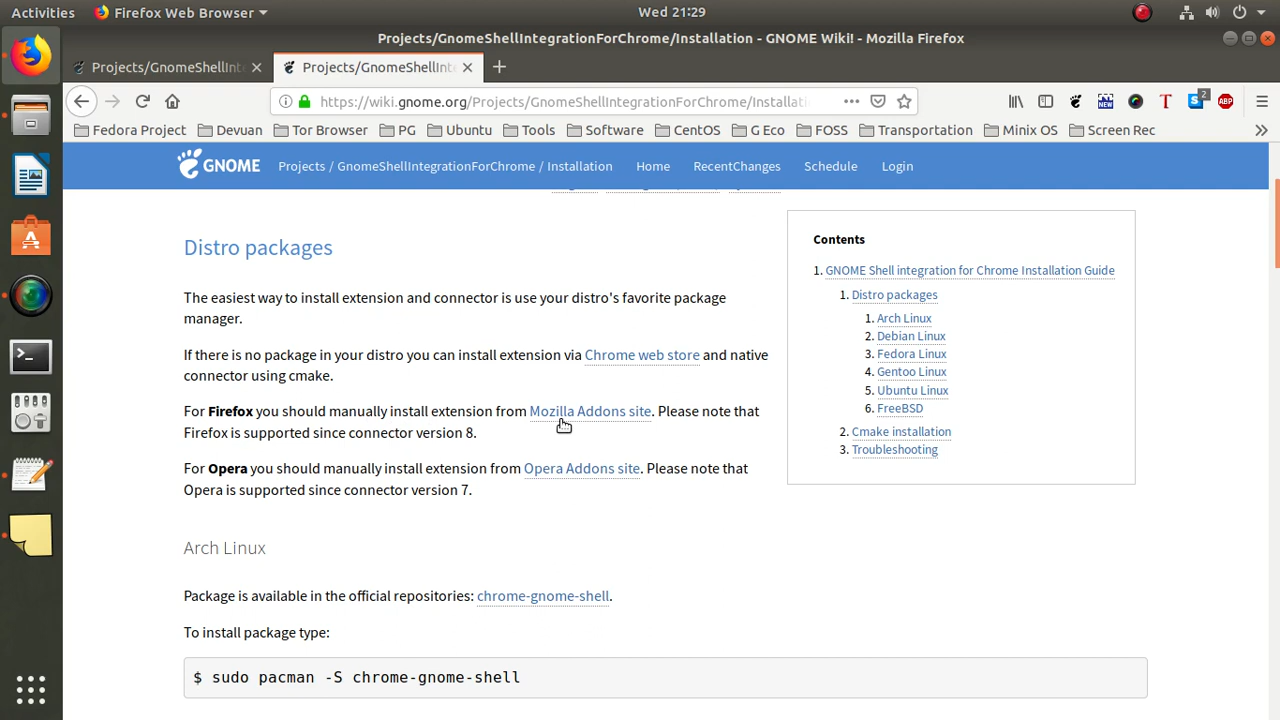 Activities
Firefox Web Browser
Wed 21:29
Projects/GnomeShellIntegrationForChrome/Installation - GNOME Wiki! - Mozilla Firefox
Projects/GnomeShellInt
Projects/GnomeShellInte
https://wiki.gnome.org/Projects/GnomeShellIntegrationForChrome/Installati
NEW
T
S 2
ABP
Fedora Project
Devuan
Tor Browser
PG
Ubuntu
Tools
Software
CentOS
G Eco
FOSS
Transportation
Minix OS
Screen Rec
GNOME
Projects / GnomeShellIntegrationForChrome / Installation
Home
RecentChanges
Schedule
Login
Distro packages
The easiest way to install extension and connector is use your distro's favorite package
manager.
If there is no package in your distro you can install extension via Chrome web store and native
connector using cmake.
For Firefox you should manually install extension from Mozilla Addons site. Please note that
Firefox is supported since connector version 8.
For Opera you should manually install extension from Opera Addons site. Please note that
Opera is supported since connector version 7.
Contents
1. GNOME Shell integration for Chrome Installation Guide
1. Distro packages
1. Arch Linux
2. Debian Linux
3. Fedora Linux
4. Gentoo Linux
5. Ubuntu Linux
6. FreeBSD
2. Cmake installation
3. Troubleshooting
Arch Linux
Package is available in the official repositories: chrome-gnome-shell.
To install package type:
$ sudo pacman -S chrome-gnome-shell